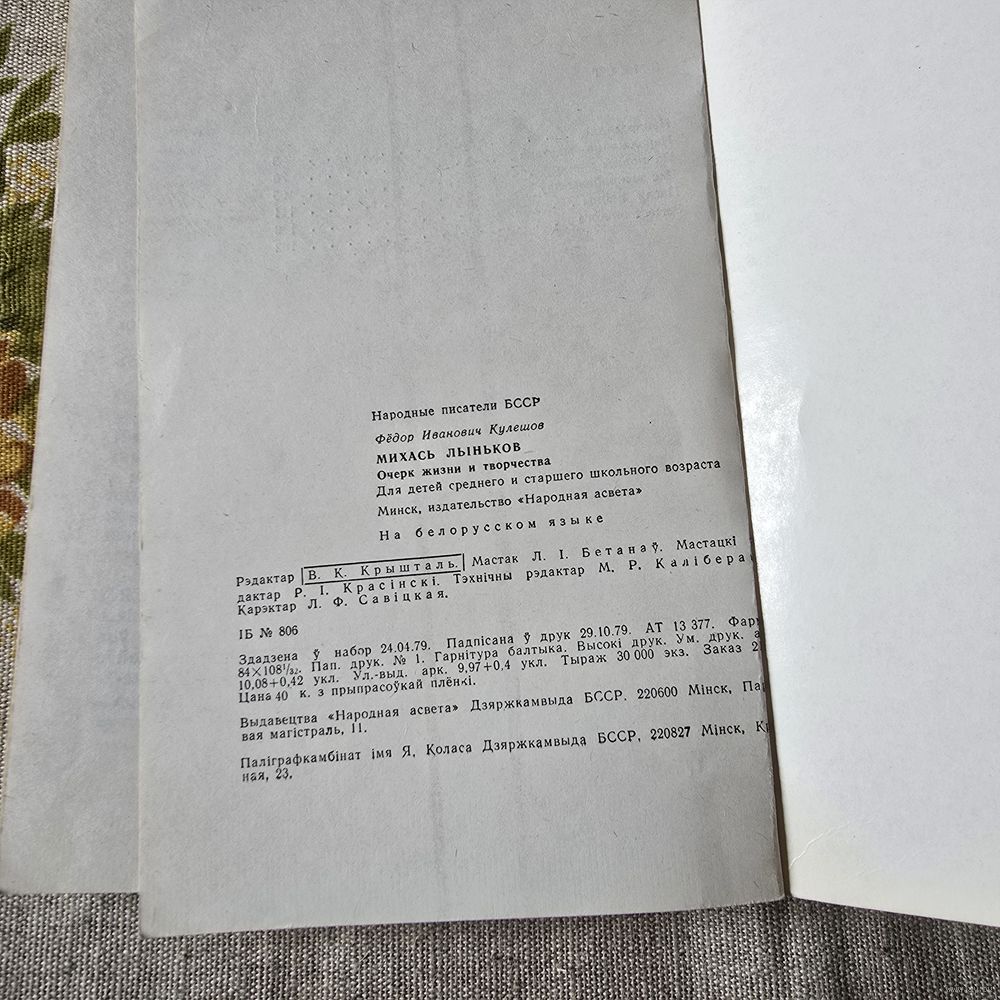 Народные писатели БССР
Фёдор Иванович Кулешов
МИХАСЬ ЛЫНЬКОВ
Очерк жизни и творчества
Для детей среднего и старшего школьного возраста
Минск, издательство «Народная асвета»
На белорусском языке
Рэдактар В. К. Крышталь. Мастак Л. І. Бетанаў. Мастацкі
дактар Р. І. Красінскі. Тэхнічны рэдактар М. Р. Калібера
Карэктар Л. Ф. Савіцкая.
ІБ № 806
Здадзена ў набор 24.04.79. Падпісана ў друк 29.10.79. АТ 13 377. Фар
84×108¹/₃₂. Пап. друк. № 1. Гарнітура балтыка. Высокі друк. Ум. друк. а
10,08+0,42 укл. Ул.-выд. арк. 9,97+0,4 укл. Тыраж 30 000 экз. Заказ 2
Цана 40 к. з прыпрасоўкай плёнкі.
Выдавецтва «Народная асвета» Дзяржкамвыда БССР. 220600 Мінск, Пар
вая магістраль, 11.
Паліграфкамбінат імя Я. Коласа Дзяржкамвыда БССР, 220827 Мінск, К
ная, 23.